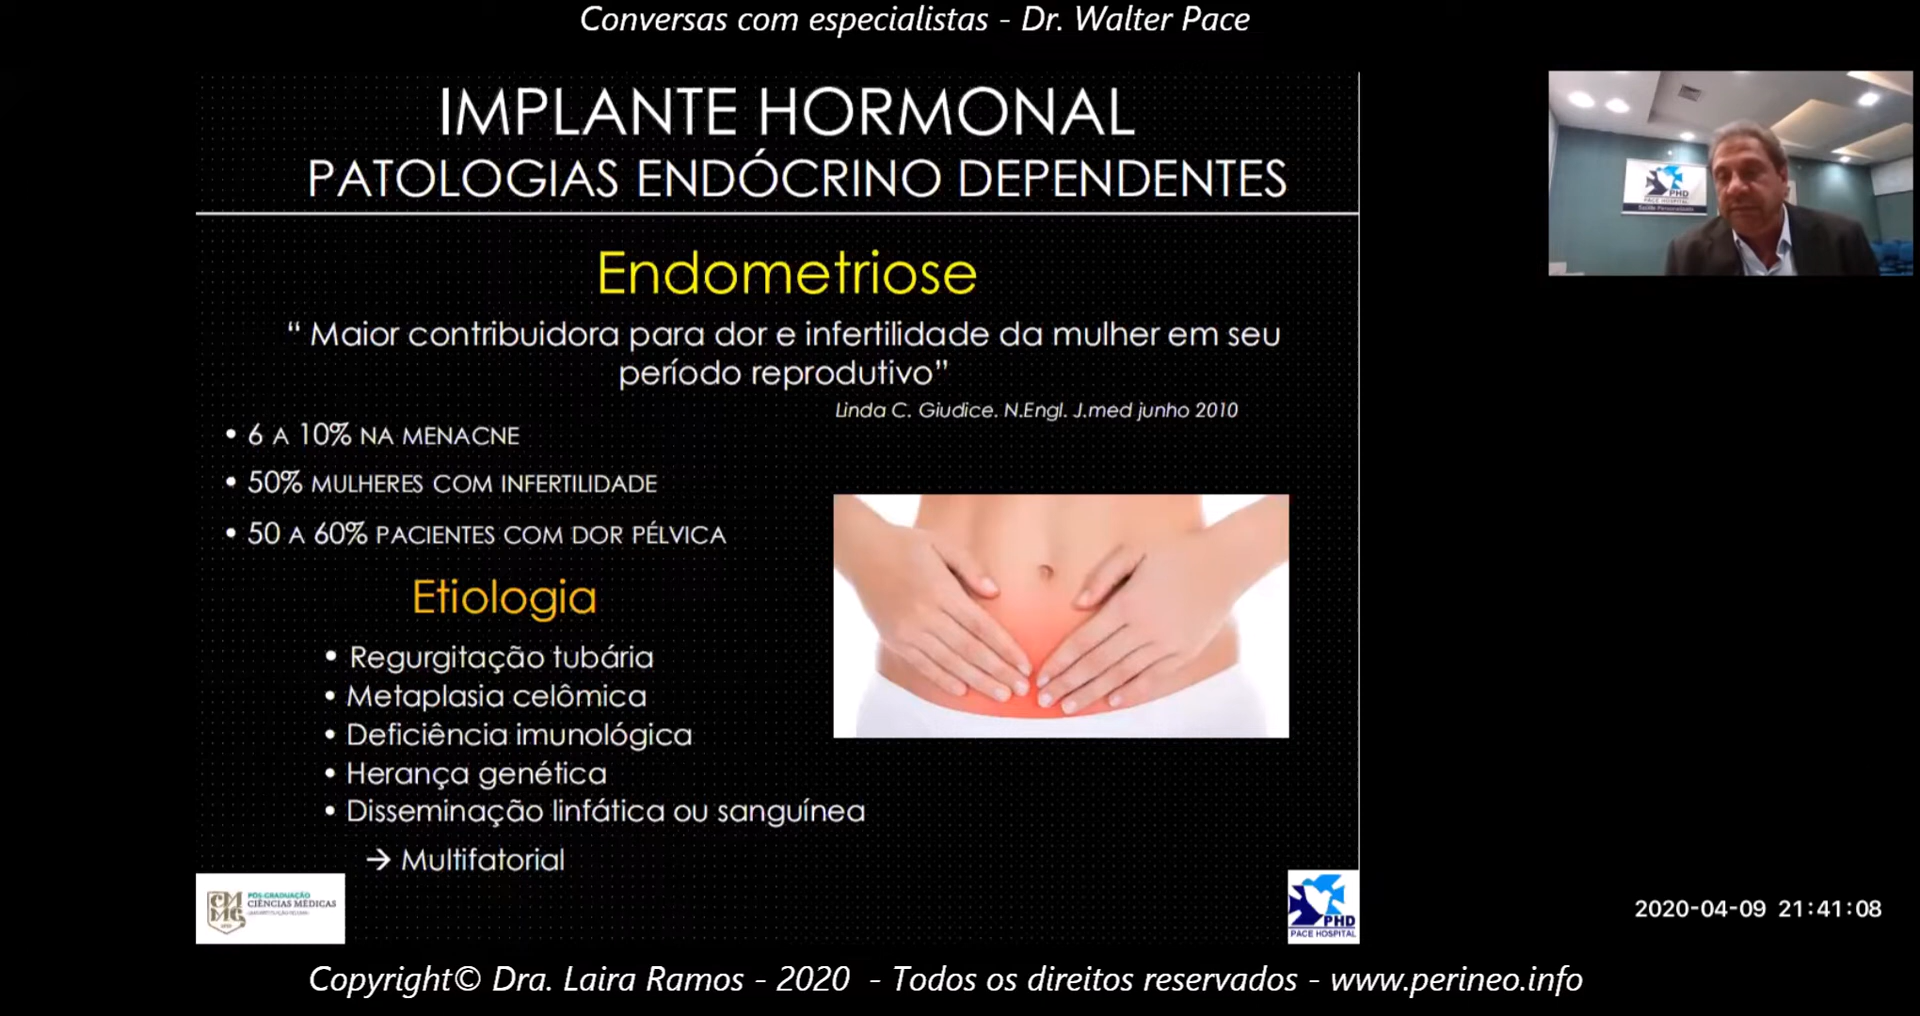 Conversas com especialistas - Dr. Walter Pace
IMPLANTE HORMONAL
PATOLOGIAS ENDÓCRINO DEPENDENTES
PHD
PACE HOSPITAL
Endometriose
“ Maior contribuidora para dor e infertilidade da mulher em seu
período reprodutivo”
Linda C. Giudice. N.Engl. J.med junho 2010
• 6 A 10% NA MENACNE
• 50% MULHERES COM INFERTILIDADE
• 50 A 60% PACIENTES COM DOR PÉLVICA
Etiologia
• Regurgitação tubária
• Metaplasia celômica
• Deficiência imunológica
• Herança genética
• Disseminação linfática ou sanguínea
→ Multifatorial
CMMG
PÓS-GRADUAÇÃO
CIÊNCIAS MÉDICAS
PHD
PACE HOSPITAL
2020-04-09 21:41:08
Copyright© Dra. Laira Ramos - 2020 - Todos os direitos reservados - www.perineo.info